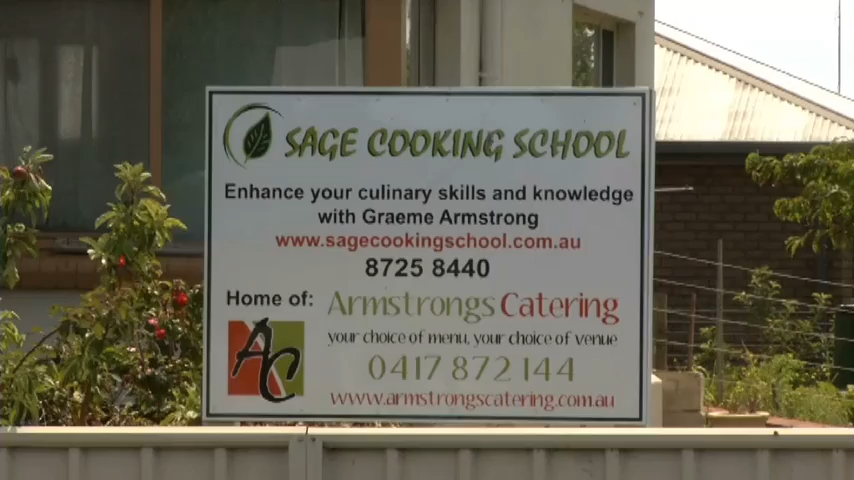 SAGE COOKING SCHOOL
Enhance your culinary skills and knowledge
with Graeme Armstrong
www.sagecookingschool.com.au
8725 8440
Home of: Armstrongs Catering
AC
your choice of menu, your choice of venue
0417 872 144
www.armstrongscatering.com.au